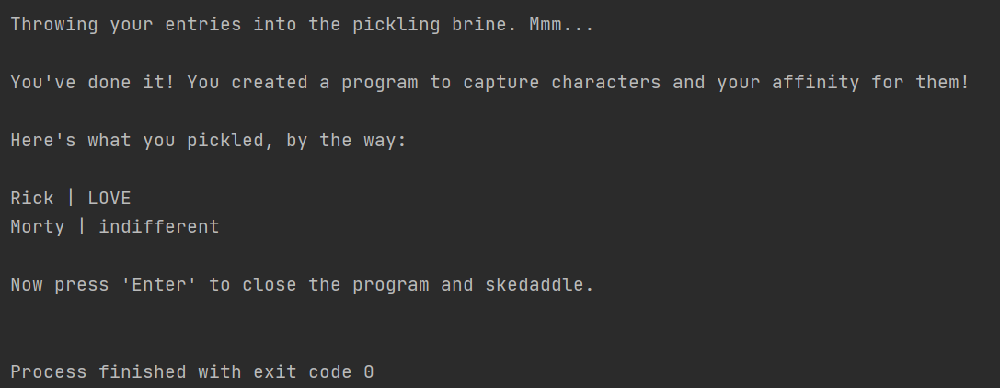 Throwing your entries into the pickling brine. Mmm...
You've done it! You created a program to capture characters and your affinity for them!
Here's what you pickled, by the way:
Rick | LOVE
Morty | indifferent
Now press 'Enter' to close the program and skedaddle.
Process finished with exit code 0